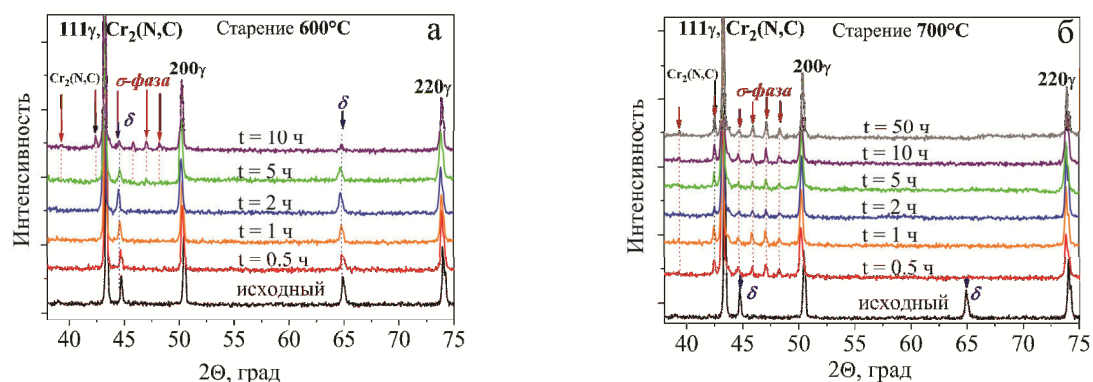 111γ, Cr₂(N,C) Старение 600°C а
Cr₂(N,C) σ-фаза 200γ 220γ
δ δ
t = 10 ч
t = 5 ч
t = 2 ч
t = 1 ч
t = 0.5 ч
исходный
Интенсивность
40 45 50 55 60 65 70 75
2Θ, град
111γ, Cr₂(N,C) Старение 700°C б
Cr₂(N,C) σ-фаза 200γ 220γ
t = 50 ч
t = 10 ч
t = 5 ч
t = 2 ч
t = 1 ч
t = 0.5 ч
δ исходный δ
Интенсивность
40 45 50 55 60 65 70 75
2Θ, град